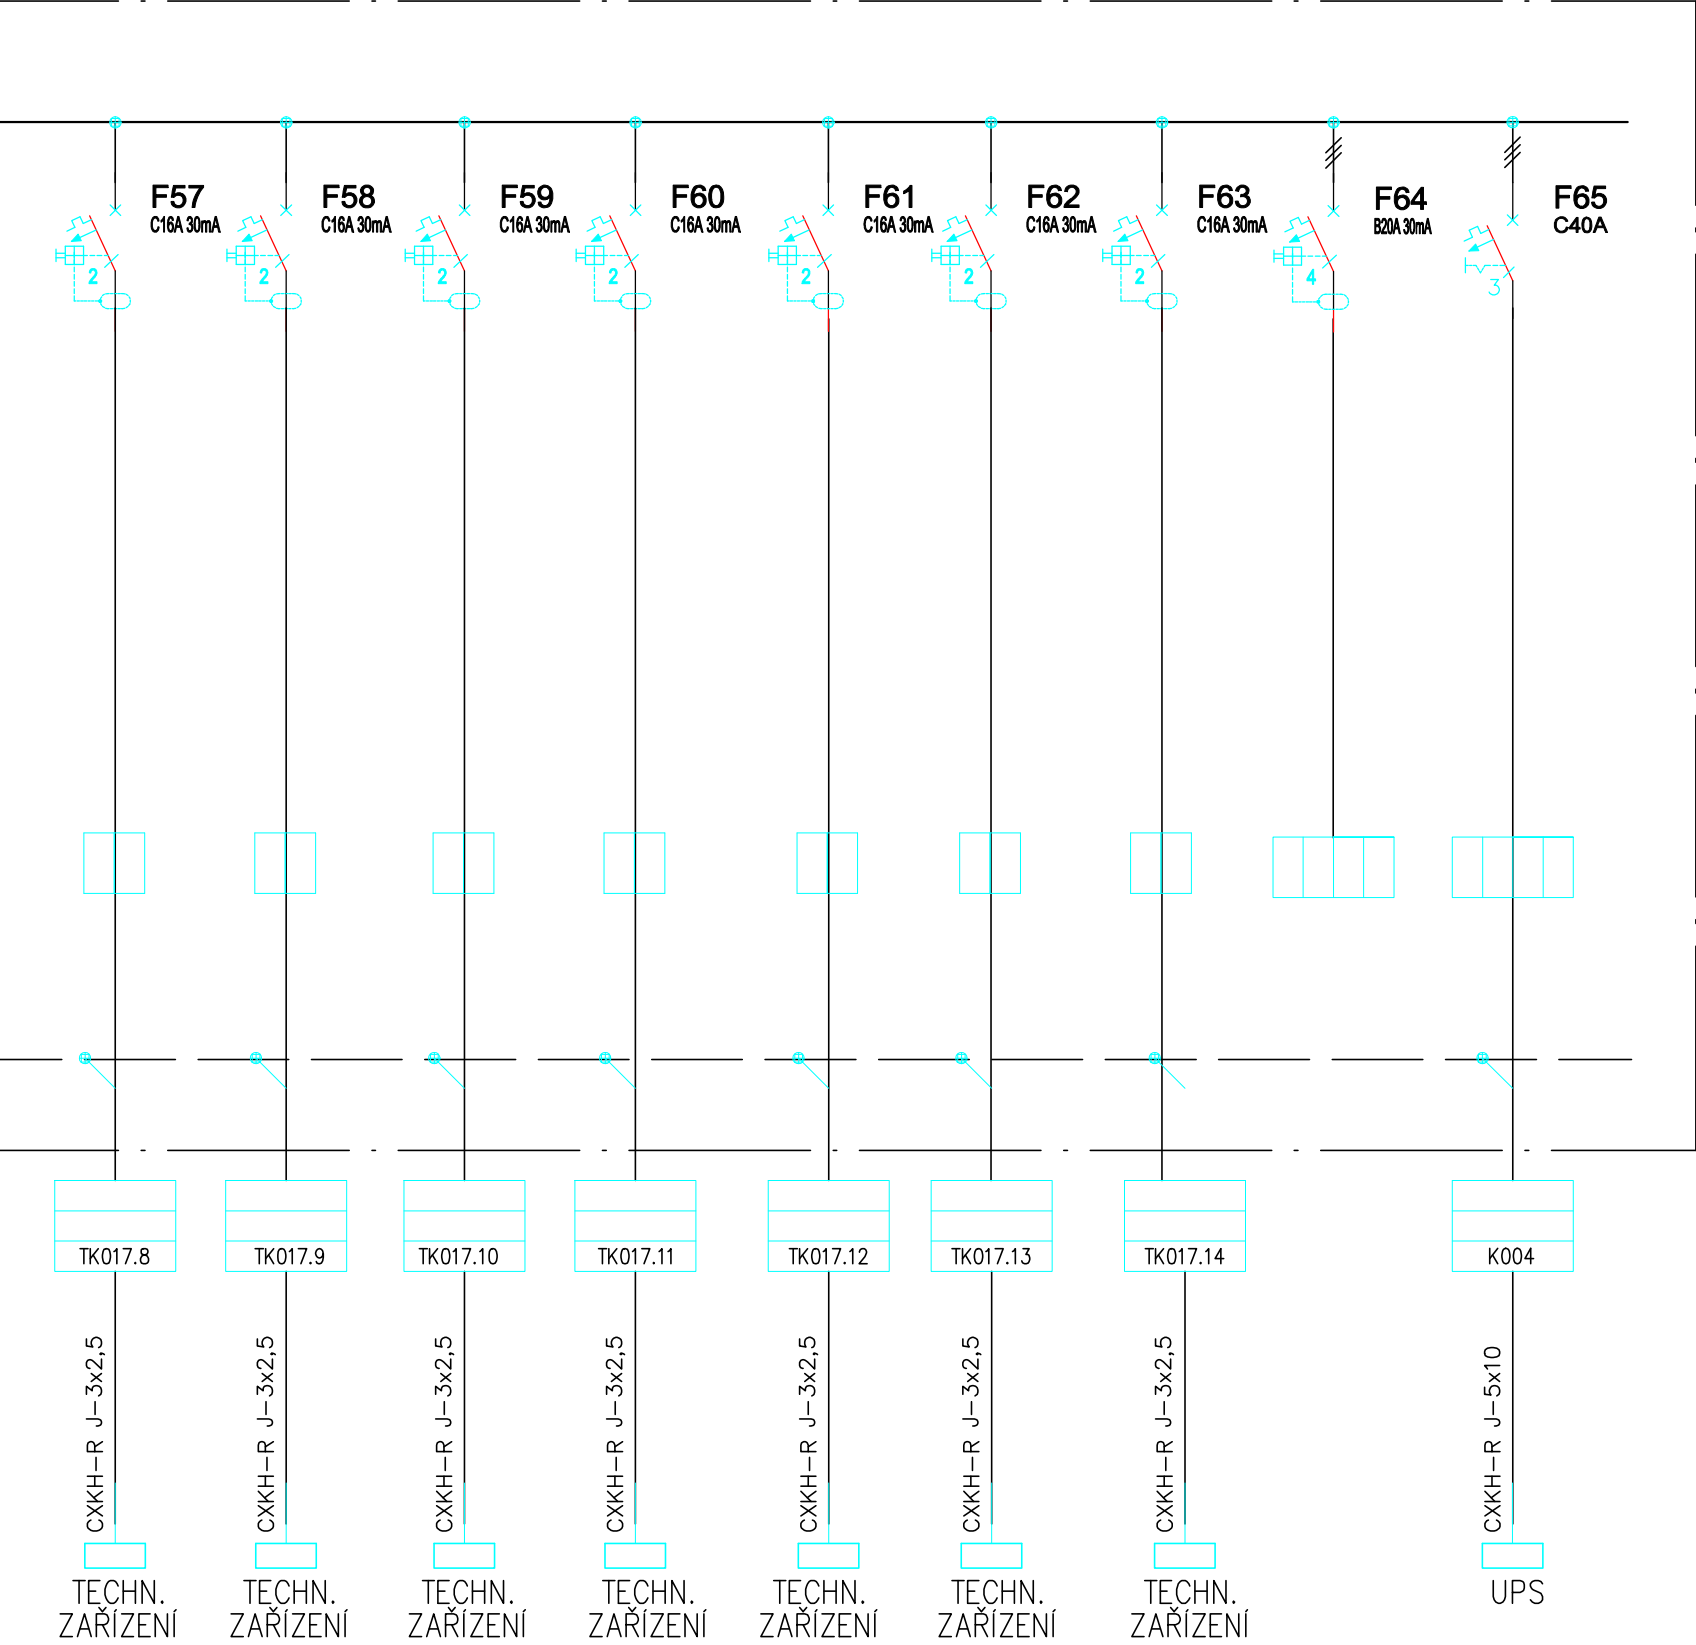 F57
C16A 30mA
2
F58
C16A 30mA
2
F59
C16A 30mA
2
F60
C16A 30mA
2
F61
C16A 30mA
2
F62
C16A 30mA
2
F63
C16A 30mA
2
F64
B20A 30mA
4
F65
C40A
3
TK017.8
TK017.9
TK017.10
TK017.11
TK017.12
TK017.13
TK017.14
K004
CXKH-R J-3x2,5
CXKH-R J-3x2,5
CXKH-R J-3x2,5
CXKH-R J-3x2,5
CXKH-R J-3x2,5
CXKH-R J-3x2,5
CXKH-R J-3x2,5
CXKH-R J-5x10
TECHN.
ZAŘÍZENÍ
TECHN.
ZAŘÍZENÍ
TECHN.
ZAŘÍZENÍ
TECHN.
ZAŘÍZENÍ
TECHN.
ZAŘÍZENÍ
TECHN.
ZAŘÍZENÍ
TECHN.
ZAŘÍZENÍ
UPS